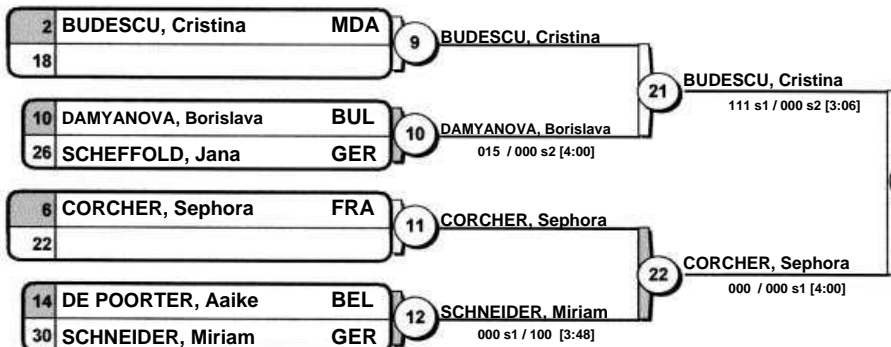 2 BUDESCU, Cristina MDA
18
9
BUDESCU, Cristina
10 DAMYANOVA, Borislava BUL
26 SCHEFFOLD, Jana GER
10
DAMYANOVA, Borislava
015 / 000 s2 [4:00]
21
BUDESCU, Cristina
111 s1 / 000 s2 [3:06]
6 CORCHER, Sephora FRA
22
11
CORCHER, Sephora
14 DE POORTER, Aaike BEL
30 SCHNEIDER, Miriam GER
12
SCHNEIDER, Miriam
000 s1 / 100 [3:48]
22
CORCHER, Sephora
000 / 000 s1 [4:00]